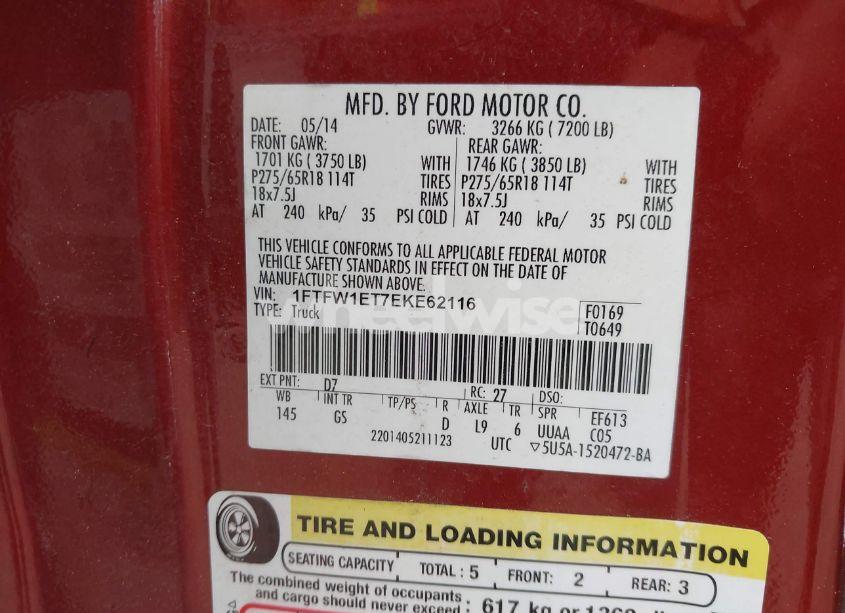 MFD. BY FORD MOTOR CO.
DATE: 05/14 GVWR: 3266 KG ( 7200 LB)
FRONT GAWR: REAR GAWR:
1701 KG ( 3750 LB) WITH 1746 KG ( 3850 LB) WITH
P275/65R18 114T TIRES P275/65R18 114T TIRES
18x7.5J RIMS 18x7.5J RIMS
AT 240 kPa/ 35 PSI COLD AT 240 kPa/ 35 PSI COLD
THIS VEHICLE CONFORMS TO ALL APPLICABLE FEDERAL MOTOR
VEHICLE SAFETY STANDARDS IN EFFECT ON THE DATE OF
MANUFACTURE SHOWN ABOVE.
VIN: 1FTFW1ET7EKE62116 F0169
TYPE: Truck T0649
wheelwise
EXT PNT: D7 RC: 27 DSO:
WB INT TR TP/PS R AXLE TR SPR EF613
145 GS D L9 6 UUAA C05
2201405211123 UTC ▽5U5A-1520472-BA
TIRE AND LOADING INFORMATION
SEATING CAPACITY TOTAL : 5 FRONT: 2 REAR: 3
The combined weight of occupants
and cargo should never exceed : 617 kg or